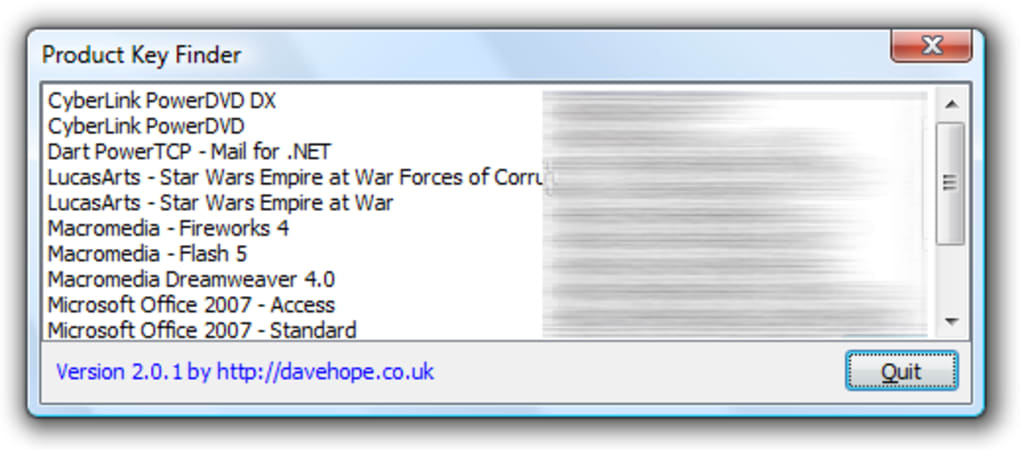 Product Key Finder
CyberLink PowerDVD DX
CyberLink PowerDVD
Dart PowerTCP - Mail for .NET
LucasArts - Star Wars Empire at War Forces of Corru
LucasArts - Star Wars Empire at War
Macromedia - Fireworks 4
Macromedia - Flash 5
Macromedia Dreamweaver 4.0
Microsoft Office 2007 - Access
Microsoft Office 2007 - Standard
Version 2.0.1 by http://davehope.co.uk
Quit